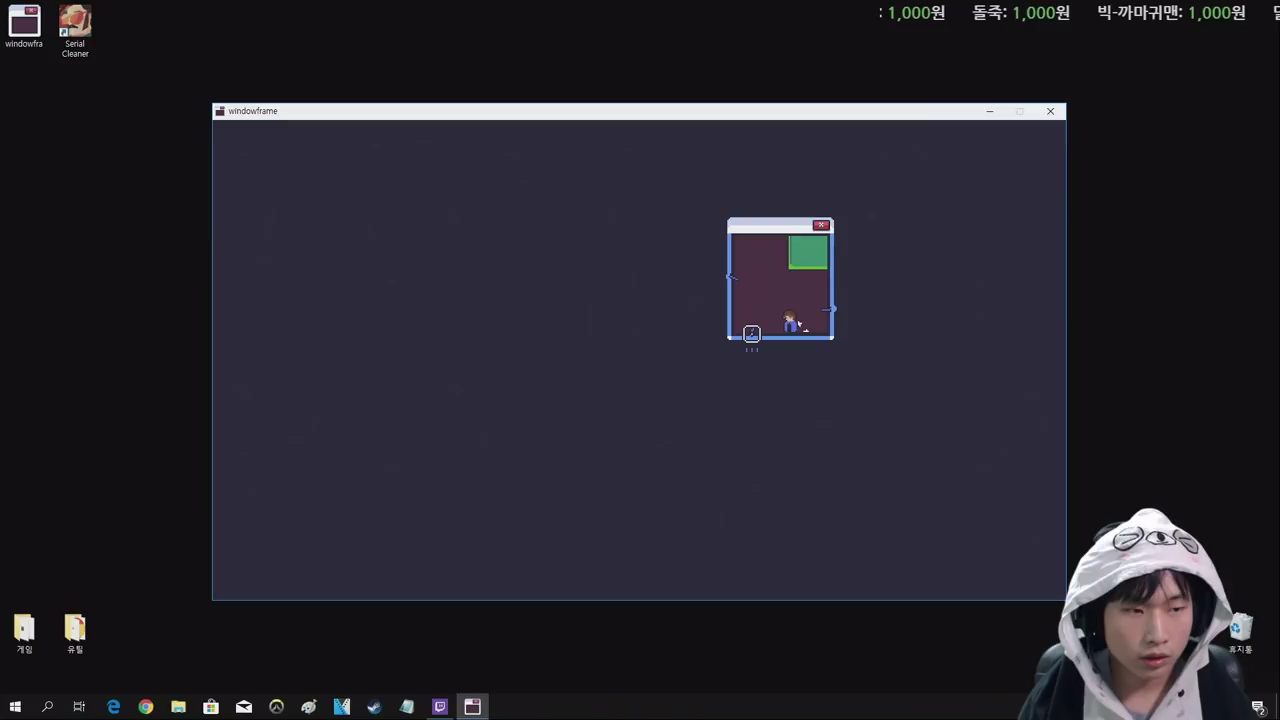 : 1,000원 돌죽: 1,000원 빅-까마귀맨: 1,000원
windowfra
Serial
Cleaner
windowframe
게임
유틸
휴지통
2